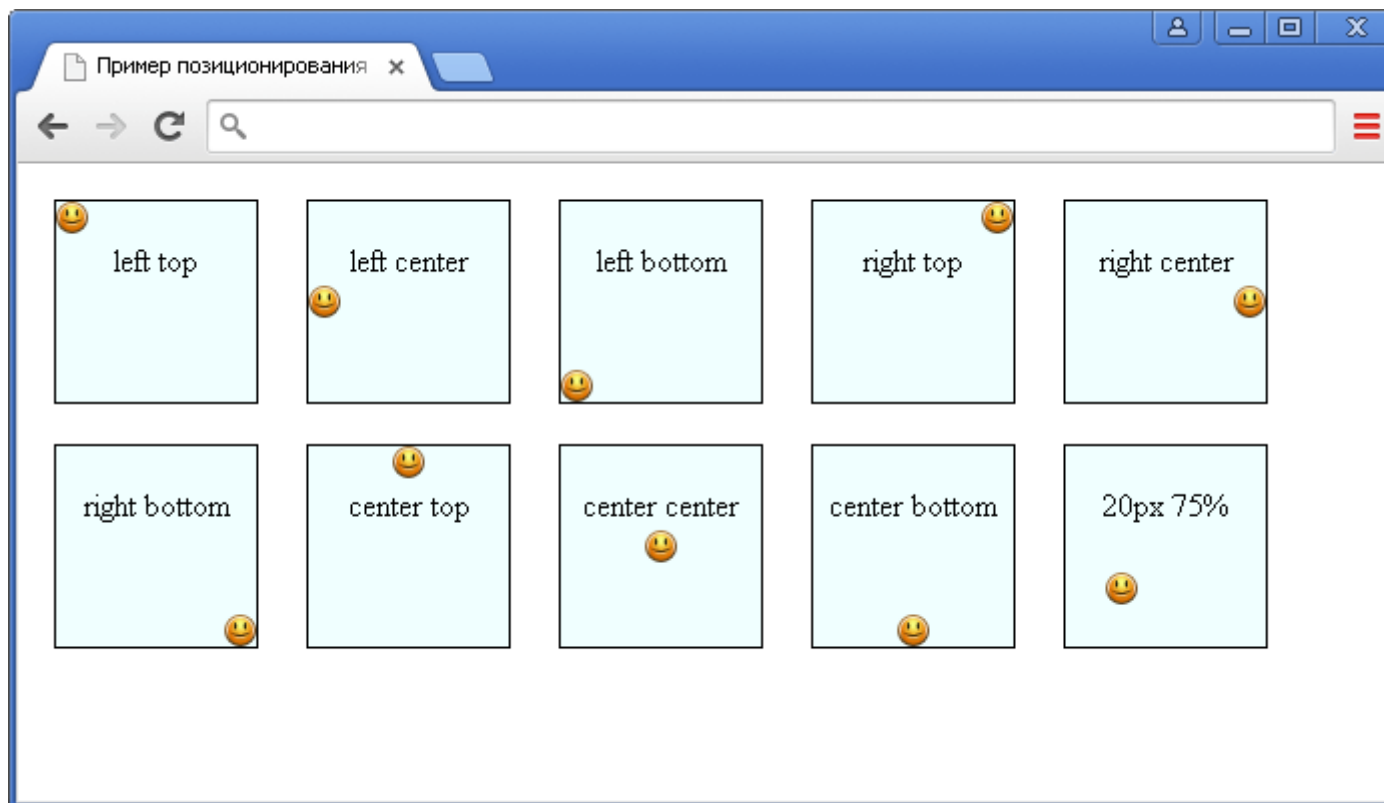 Пример позиционирования
left top
left center
left bottom
right top
right center
right bottom
center top
center center
center bottom
20px 75%